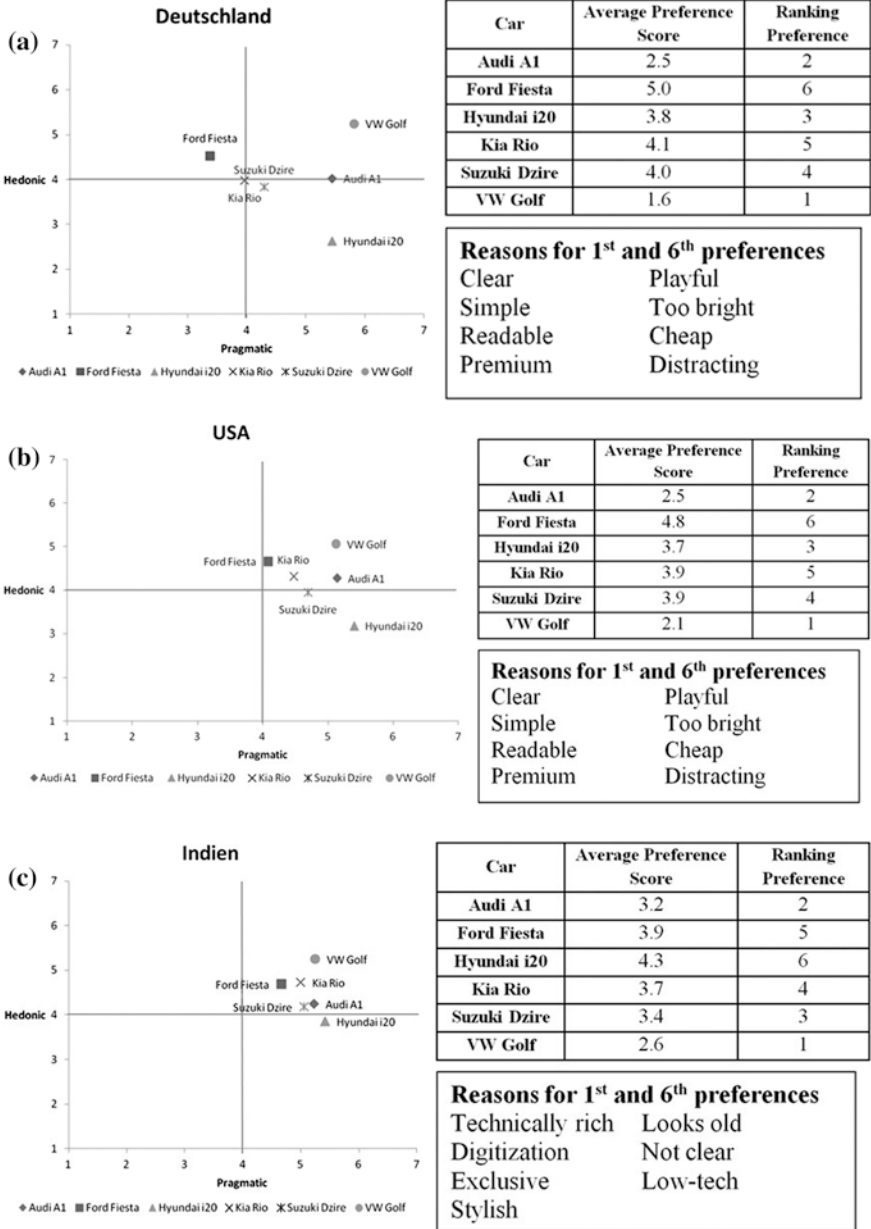 (a)
Deutschland
7
6
5
4
3
2
1
Hedonic
VW Golf
Ford Fiesta
Suzuki Dzire
Audi A1
Kia Rio
Hyundai i20
1 2 3 4 5 6 7
Pragmatic
Audi A1 Ford Fiesta Hyundai i20 Kia Rio Suzuki Dzire VW Golf
Car Average Preference Score Ranking Preference
Audi A1 2.5 2
Ford Fiesta 5.0 6
Hyundai i20 3.8 3
Kia Rio 4.1 5
Suzuki Dzire 4.0 4
VW Golf 1.6 1
Reasons for 1st and 6th preferences
Clear Playful
Simple Too bright
Readable Cheap
Premium Distracting
(b)
USA
7
6
5
4
3
2
1
Hedonic
VW Golf
Ford Fiesta Kia Rio
Audi A1
Suzuki Dzire
Hyundai i20
1 2 3 4 5 6 7
Pragmatic
Audi A1 Ford Fiesta Hyundai i20 Kia Rio Suzuki Dzire VW Golf
Car Average Preference Score Ranking Preference
Audi A1 2.5 2
Ford Fiesta 4.8 6
Hyundai i20 3.7 3
Kia Rio 3.9 5
Suzuki Dzire 3.9 4
VW Golf 2.1 1
Reasons for 1st and 6th preferences
Clear Playful
Simple Too bright
Readable Cheap
Premium Distracting
(c)
Indien
7
6
5
4
3
2
1
Hedonic
VW Golf
Ford Fiesta Kia Rio
Suzuki Dzire Audi A1
Hyundai i20
1 2 3 4 5 6 7
Pragmatic
Audi A1 Ford Fiesta Hyundai i20 Kia Rio Suzuki Dzire VW Golf
Car Average Preference Score Ranking Preference
Audi A1 3.2 2
Ford Fiesta 3.9 5
Hyundai i20 4.3 6
Kia Rio 3.7 4
Suzuki Dzire 3.4 3
VW Golf 2.6 1
Reasons for 1st and 6th preferences
Technically rich Looks old
Digitization Not clear
Exclusive Low-tech
Stylish